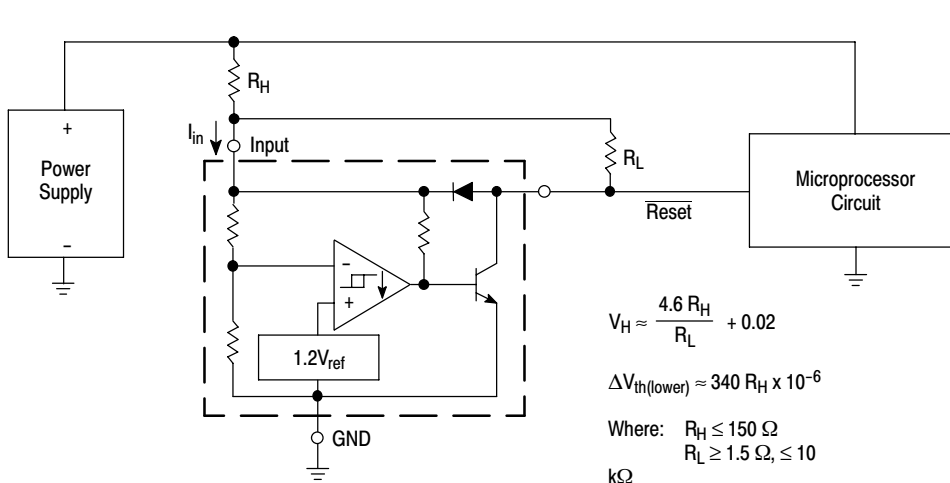 R_H
I_in
Input
Power
Supply
+
−
R_L
Reset
Microprocessor
Circuit
−
+
1.2V_ref
GND
V_H ≈ 4.6 R_H / R_L + 0.02
ΔV_th(lower) ≈ 340 R_H x 10⁻⁶
Where: R_H ≤ 150 Ω
R_L ≥ 1.5 Ω, ≤ 10
kΩ